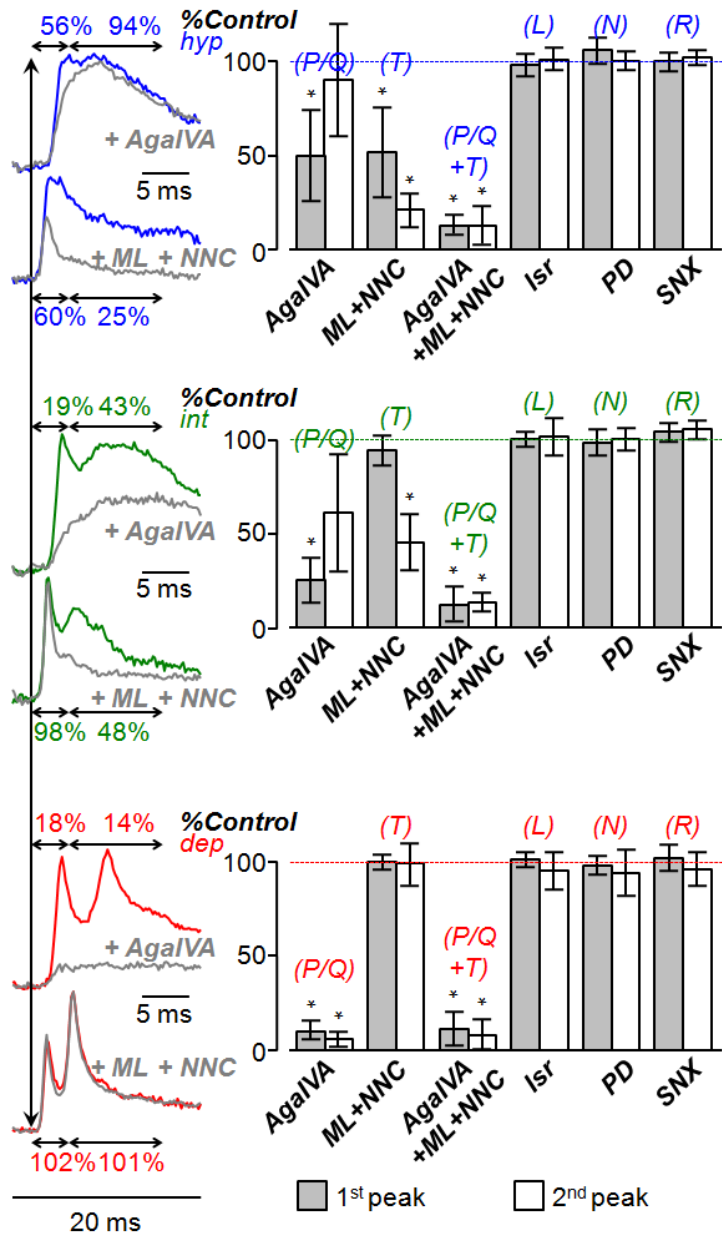 56% 94%
%Control
hyp
(P/Q) (T) (L) (N) (R)
100
* * * * *
+ AgaIVA
(P/Q
+T)
5 ms
50
+ ML + NNC
0
60% 25%
AgaIVA
ML+NNC
AgaIVA
+ML+NNC
Isr
PD
SNX
19% 43%
%Control
int
(P/Q) (T) (L) (N) (R)
100
+ AgaIVA
(P/Q
+T)
* * * *
5 ms
50
+ ML + NNC
0
98% 48%
AgaIVA
ML+NNC
AgaIVA
+ML+NNC
Isr
PD
SNX
18% 14%
%Control
dep
(T) (L) (N) (R)
100
+ AgaIVA
(P/Q) (P/Q
+T)
* * * *
5 ms
50
+ ML + NNC
0
102% 101%
AgaIVA
ML+NNC
AgaIVA
+ML+NNC
Isr
PD
SNX
20 ms
1st peak 2nd peak